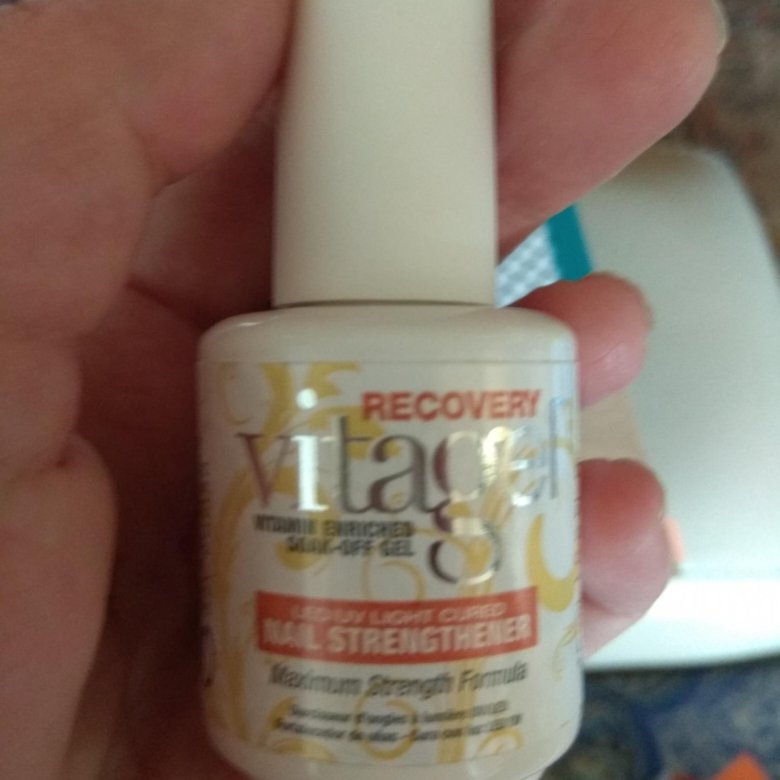 RECOVERY
vitagel
VITAMIN ENRICHED
SOAK-OFF GEL
LED/UV LIGHT CURED
NAIL STRENGTHENER
Maximum Strength Formula